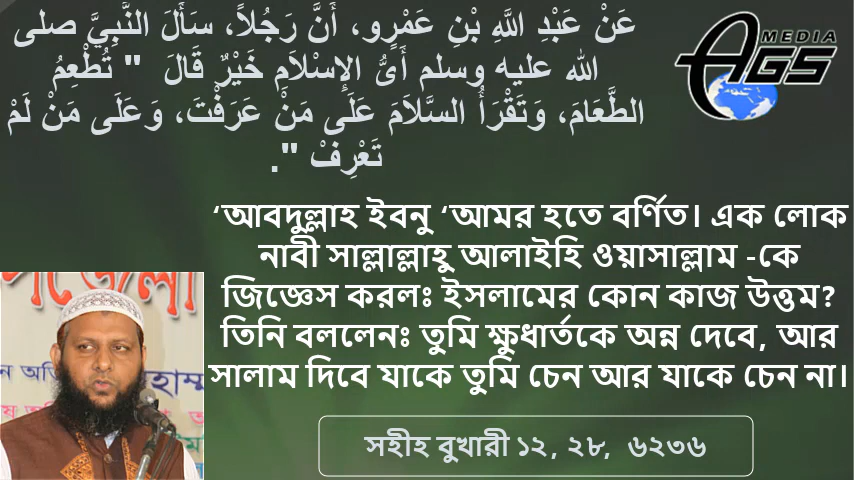 عَنْ عَبْدِ اللَّهِ بْنِ عَمْرٍو، أَنَّ رَجُلاً، سَأَلَ النَّبِيَّ صلى
الله عليه وسلم أَىُّ الإِسْلاَمِ خَيْرٌ قَالَ " تُطْعِمُ
الطَّعَامَ، وَتَقْرَأُ السَّلاَمَ عَلَى مَنْ عَرَفْتَ، وَعَلَى مَنْ لَمْ
تَعْرِفْ ".
AGS
MEDIA
‘আবদুল্লাহ ইবনু ‘আমর হতে বর্ণিত। এক লোক
নাবী সাল্লাল্লাহু আলাইহি ওয়াসাল্লাম -কে
জিজ্ঞেস করলঃ ইসলামের কোন কাজ উত্তম?
তিনি বললেনঃ তুমি ক্ষুধার্তকে অন্ন দেবে, আর
সালাম দিবে যাকে তুমি চেন আর যাকে চেন না।
সহীহ বুখারী ১২, ২৮, ৬২৩৬